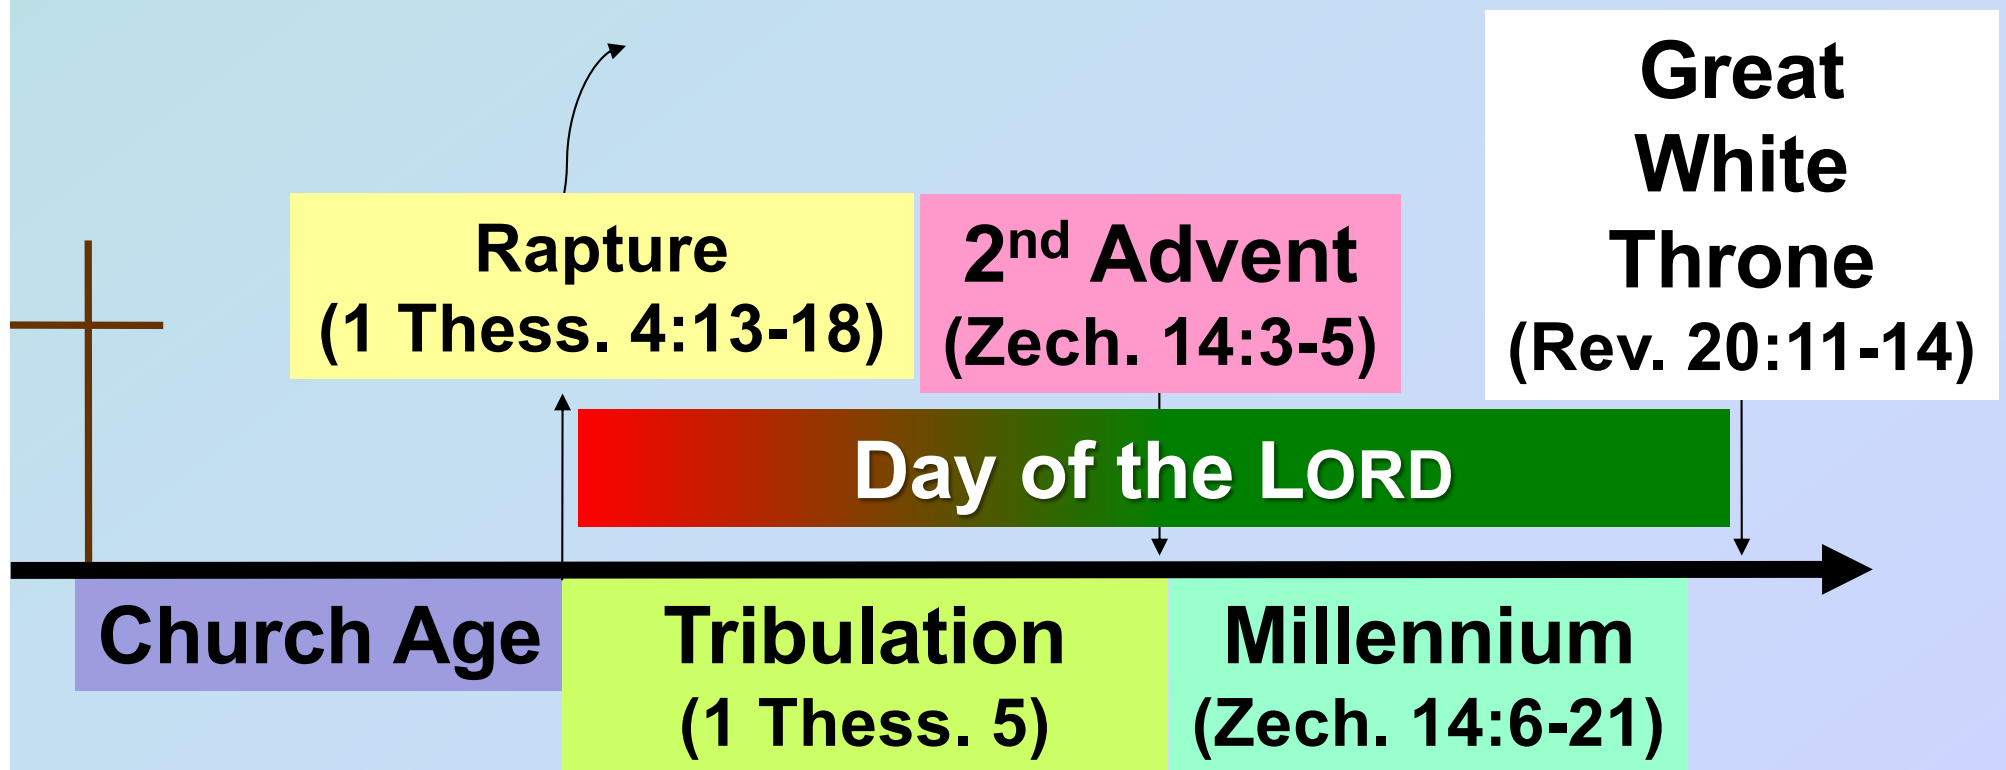 Great
White
Throne
(Rev. 20:11-14)
Rapture
(1 Thess. 4:13-18)
2nd Advent
(Zech. 14:3-5)
Day of the LORD
Church Age
Tribulation
(1 Thess. 5)
Millennium
(Zech. 14:6-21)